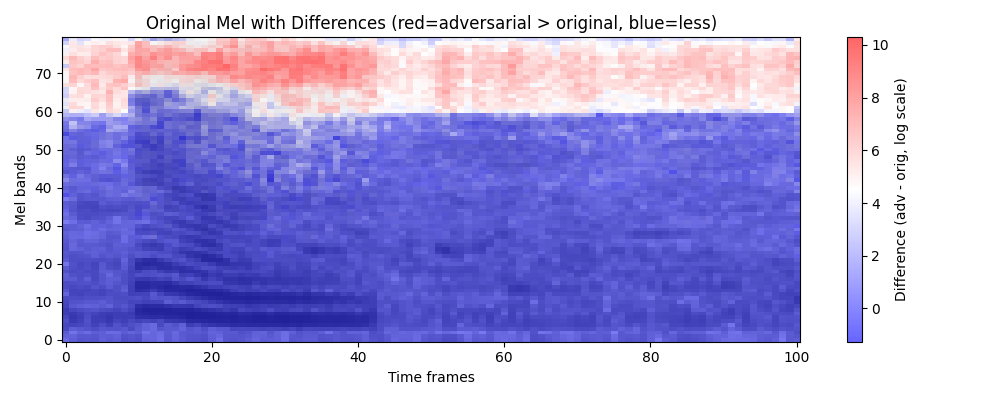 Original Mel with Differences (red=adversarial > original, blue=less)
70
60
50
40
30
20
10
0
Mel bands
0 20 40 60 80 100
Time frames
10
8
6
4
2
0
Difference (adv - orig, log scale)